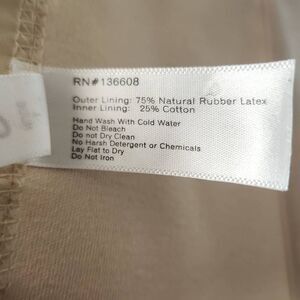 RN#136608
Outer Lining: 75% Natural Rubber Latex
Inner Lining: 25% Cotton
Hand Wash With Cold Water
Do Not Bleach
Do not Dry Clean
No Harsh Detergent or Chemicals
Lay Flat to Dry
Do Not Iron